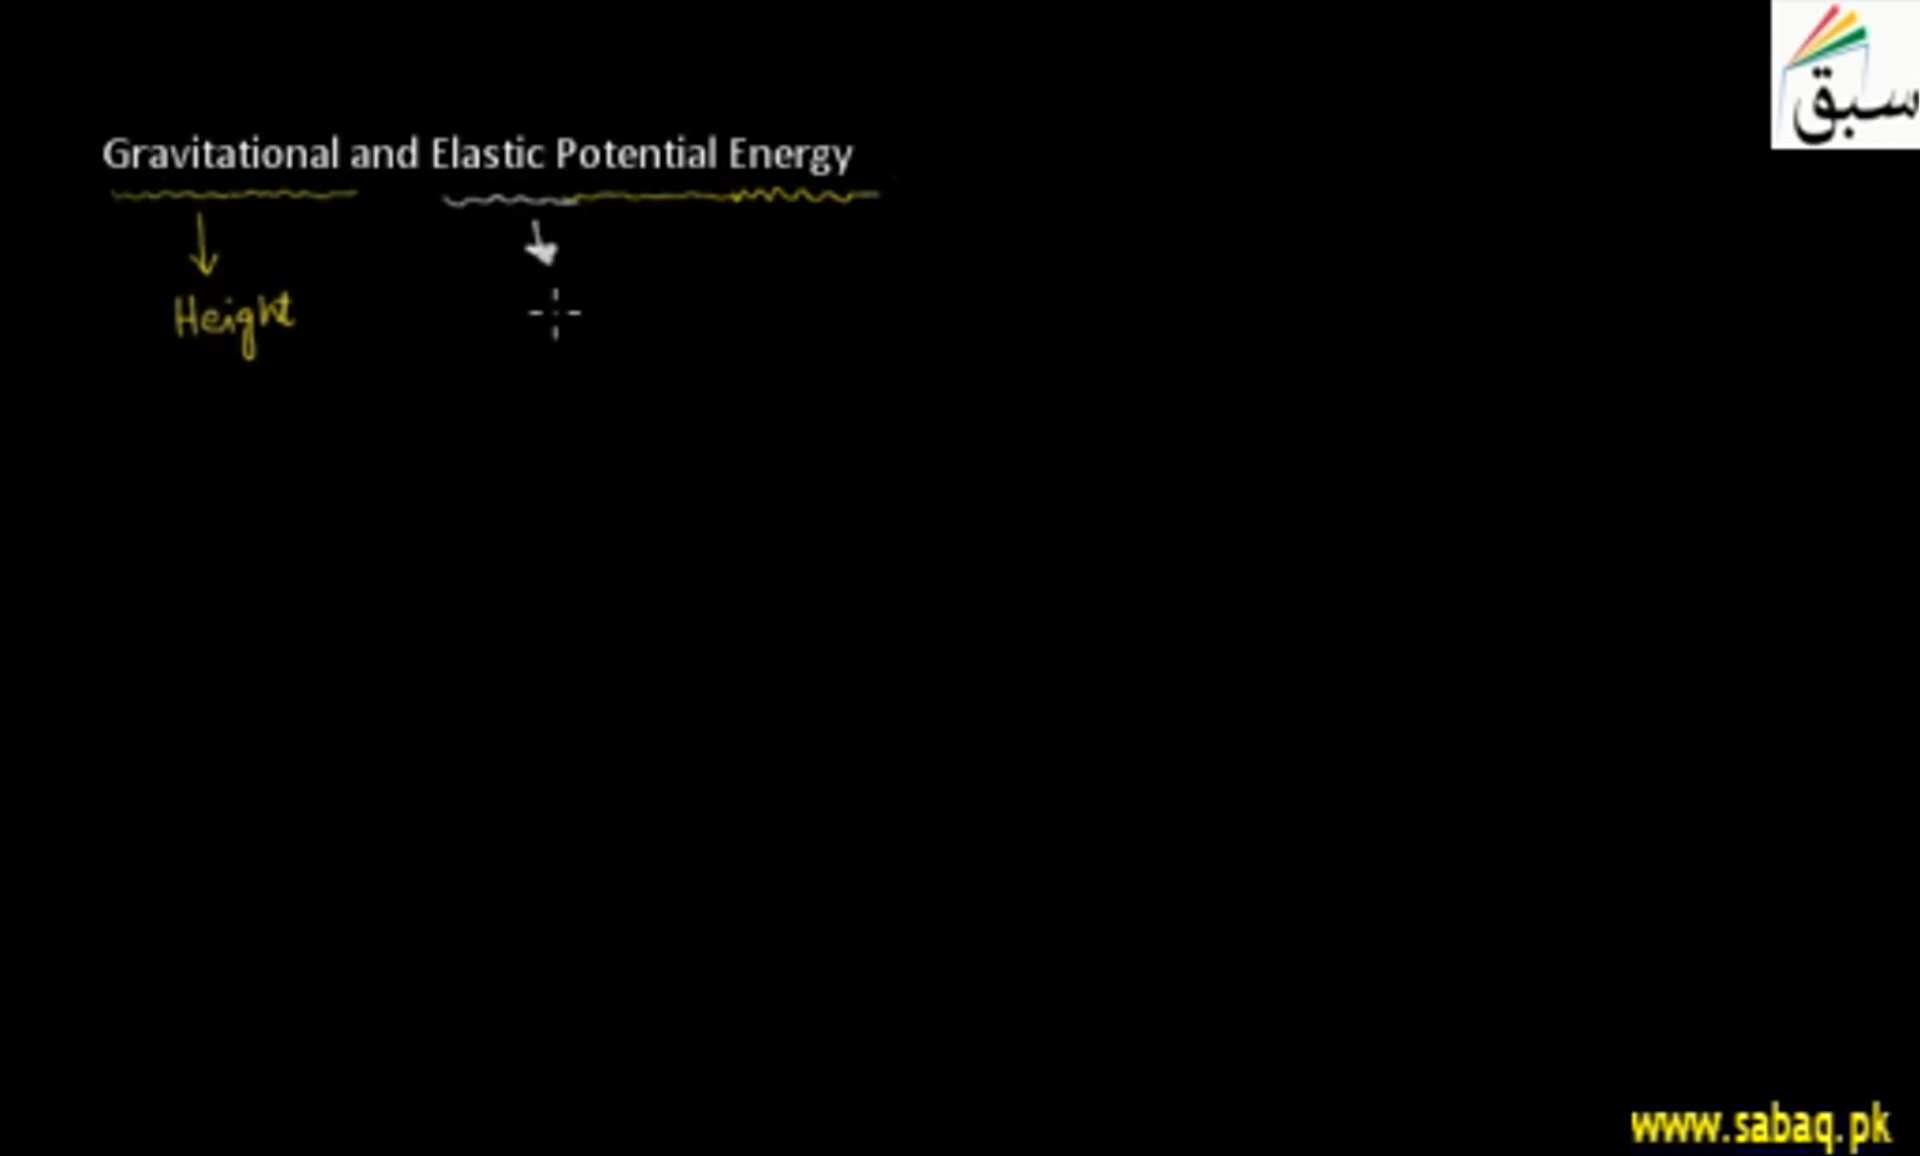 سبق
Gravitational and Elastic Potential Energy
Height
www.sabaq.pk